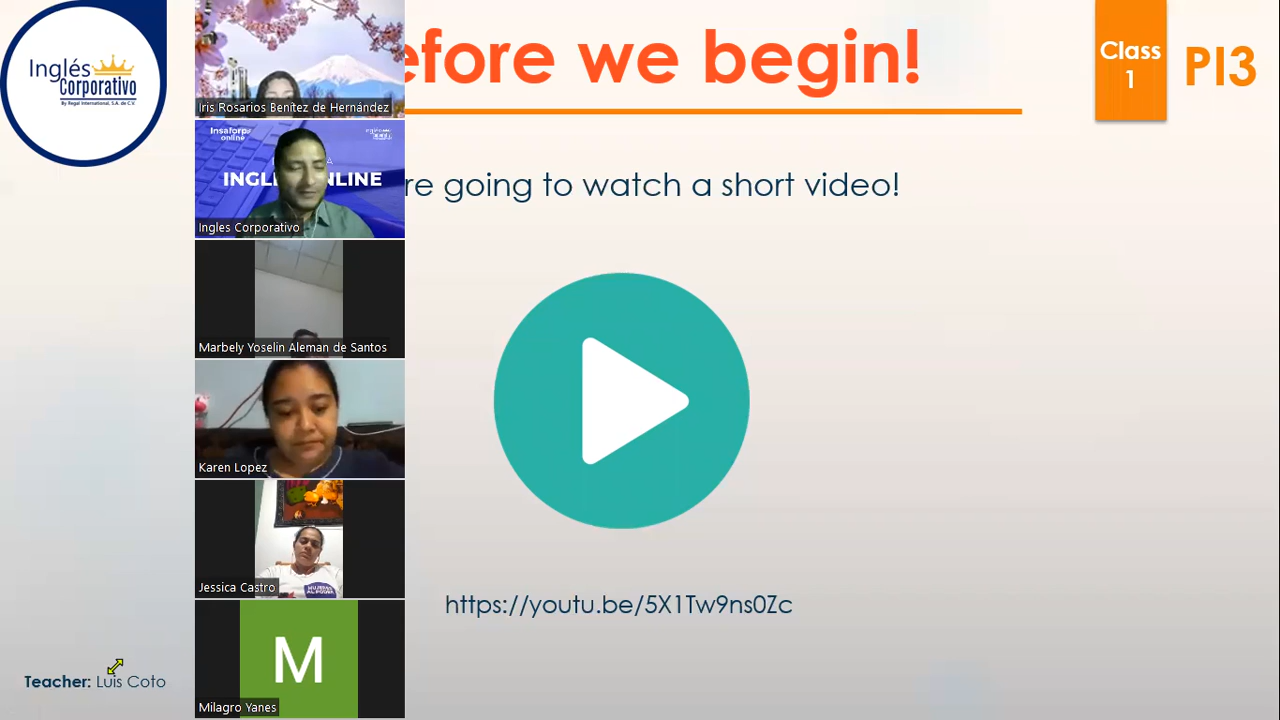 Inglés
Corporativo
By Regal International, S.A. de C.V.
efore we begin!
Class
1
PI3
re going to watch a short video!
https://youtu.be/5X1Tw9ns0Zc
Teacher: Luis Coto
Iris Rosarios Benitez de Hernández
Insaforp
online
INGL NLINE
Ingles Corporativo
Marbely Yoselin Aleman de Santos
Karen Lopez
Jessica Castro
M
Milagro Yanes